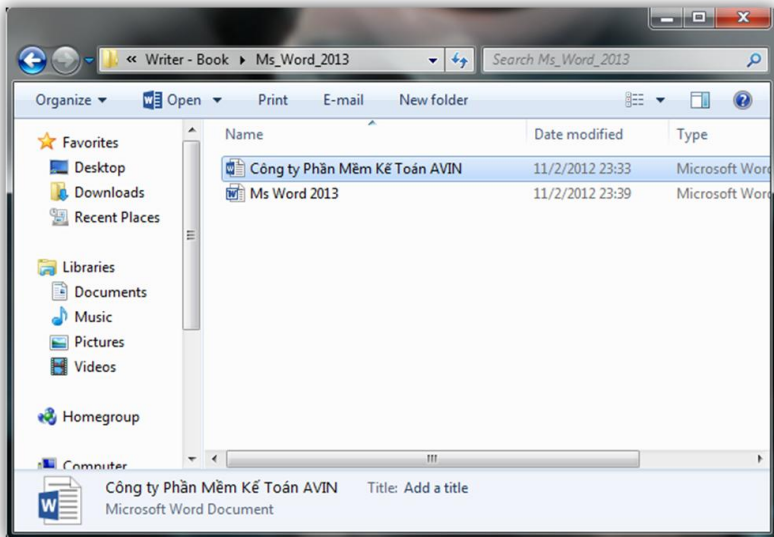 « Writer - Book ▸ Ms_Word_2013 Search Ms_Word_2013
Organize Open Print E-mail New folder
Name Date modified Type
Favorites
Desktop
Downloads
Recent Places
Libraries
Documents
Music
Pictures
Videos
Homegroup
Computer
Công ty Phần Mềm Kế Toán AVIN 11/2/2012 23:33 Microsoft Word
Ms Word 2013 11/2/2012 23:39 Microsoft Word
Công ty Phần Mềm Kế Toán AVIN Title: Add a title
Microsoft Word Document